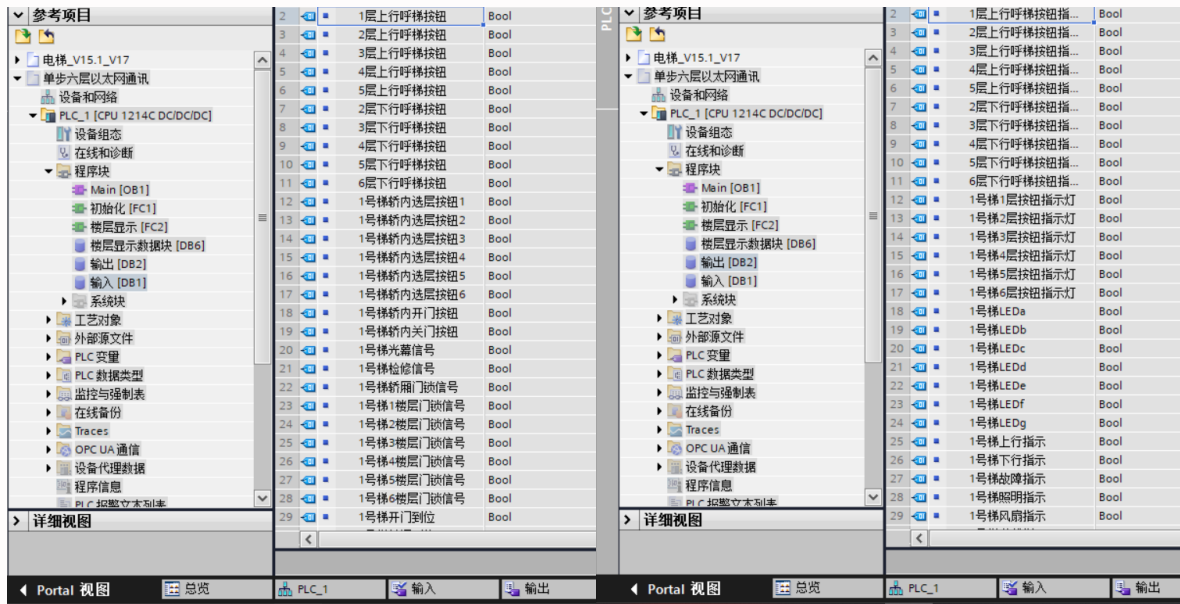 参考项目
电梯_V15.1_V17
单步六层以太网通讯
设备和网络
PLC_1 [CPU 1214C DC/DC/DC]
设备组态
在线和诊断
程序块
Main [OB1]
初始化 [FC1]
楼层显示 [FC2]
楼层显示数据块 [DB6]
输出 [DB2]
输入 [DB1]
系统块
工艺对象
外部源文件
PLC 变量
PLC 数据类型
监控与强制表
在线备份
Traces
OPC UA 通信
设备代理数据
程序信息
PLC 报警文本列表
详细视图
2 1层上行呼梯按钮 Bool
3 2层上行呼梯按钮 Bool
4 3层上行呼梯按钮 Bool
5 4层上行呼梯按钮 Bool
6 5层上行呼梯按钮 Bool
7 2层下行呼梯按钮 Bool
8 3层下行呼梯按钮 Bool
9 4层下行呼梯按钮 Bool
10 5层下行呼梯按钮 Bool
11 6层下行呼梯按钮 Bool
12 1号梯轿内选层按钮1 Bool
13 1号梯轿内选层按钮2 Bool
14 1号梯轿内选层按钮3 Bool
15 1号梯轿内选层按钮4 Bool
16 1号梯轿内选层按钮5 Bool
17 1号梯轿内选层按钮6 Bool
18 1号梯轿内开门按钮 Bool
19 1号梯轿内关门按钮 Bool
20 1号梯光幕信号 Bool
21 1号梯检修信号 Bool
22 1号梯轿厢门锁信号 Bool
23 1号梯1楼层门锁信号 Bool
24 1号梯2楼层门锁信号 Bool
25 1号梯3楼层门锁信号 Bool
26 1号梯4楼层门锁信号 Bool
27 1号梯5楼层门锁信号 Bool
28 1号梯6楼层门锁信号 Bool
29 1号梯开门到位 Bool
Portal 视图 总览 PLC_1 输入 输出
PLC
参考项目
电梯_V15.1_V17
单步六层以太网通讯
设备和网络
PLC_1 [CPU 1214C DC/DC/DC]
设备组态
在线和诊断
程序块
Main [OB1]
初始化 [FC1]
楼层显示 [FC2]
楼层显示数据块 [DB6]
输出 [DB2]
输入 [DB1]
系统块
工艺对象
外部源文件
PLC 变量
PLC 数据类型
监控与强制表
在线备份
Traces
OPC UA 通信
设备代理数据
程序信息
PLC 报警文本列表
详细视图
2 1层上行呼梯按钮指... Bool
3 2层上行呼梯按钮指... Bool
4 3层上行呼梯按钮指... Bool
5 4层上行呼梯按钮指... Bool
6 5层上行呼梯按钮指... Bool
7 2层下行呼梯按钮指... Bool
8 3层下行呼梯按钮指... Bool
9 4层下行呼梯按钮指... Bool
10 5层下行呼梯按钮指... Bool
11 6层下行呼梯按钮指... Bool
12 1号梯1层按钮指示灯 Bool
13 1号梯2层按钮指示灯 Bool
14 1号梯3层按钮指示灯 Bool
15 1号梯4层按钮指示灯 Bool
16 1号梯5层按钮指示灯 Bool
17 1号梯6层按钮指示灯 Bool
18 1号梯LEDa Bool
19 1号梯LEDb Bool
20 1号梯LEDc Bool
21 1号梯LEDd Bool
22 1号梯LEDe Bool
23 1号梯LEDf Bool
24 1号梯LEDg Bool
25 1号梯上行指示 Bool
26 1号梯下行指示 Bool
27 1号梯故障指示 Bool
28 1号梯照明指示 Bool
29 1号梯风扇指示 Bool
Portal 视图 总览 PLC_1 输入 输出